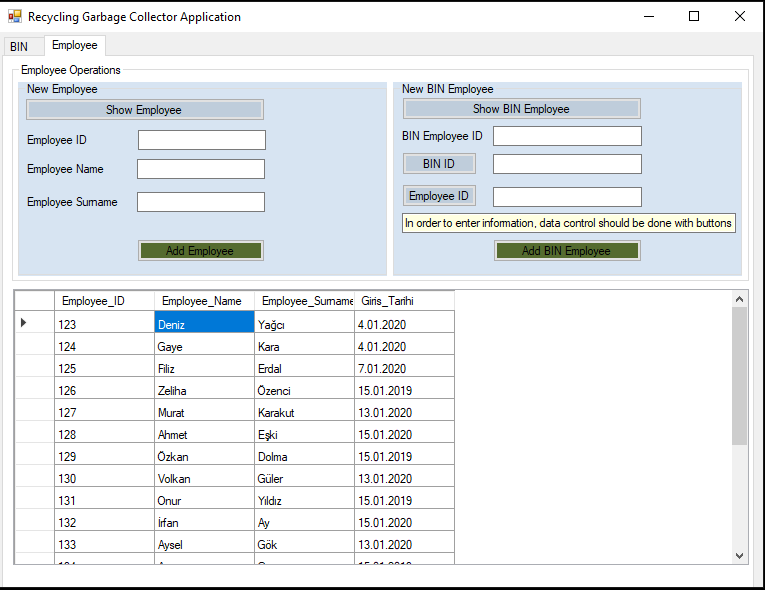 Recycling Garbage Collector Application
BIN Employee
Employee Operations
New Employee
Show Employee
Employee ID
Employee Name
Employee Surname
Add Employee
New BIN Employee
Show BIN Employee
BIN Employee ID
BIN ID
Employee ID
In order to enter information, data control should be done with buttons
Add BIN Employee
Employee_ID Employee_Name Employee_Surname Giris_Tarihi
123 Deniz Yağcı 4.01.2020
124 Gaye Kara 4.01.2020
125 Filiz Erdal 7.01.2020
126 Zeliha Özenci 15.01.2019
127 Murat Karakut 13.01.2020
128 Ahmet Eşki 15.01.2020
129 Özkan Dolma 15.01.2019
130 Volkan Güler 13.01.2020
131 Onur Yıldız 15.01.2019
132 İrfan Ay 15.01.2020
133 Aysel Gök 13.01.2020